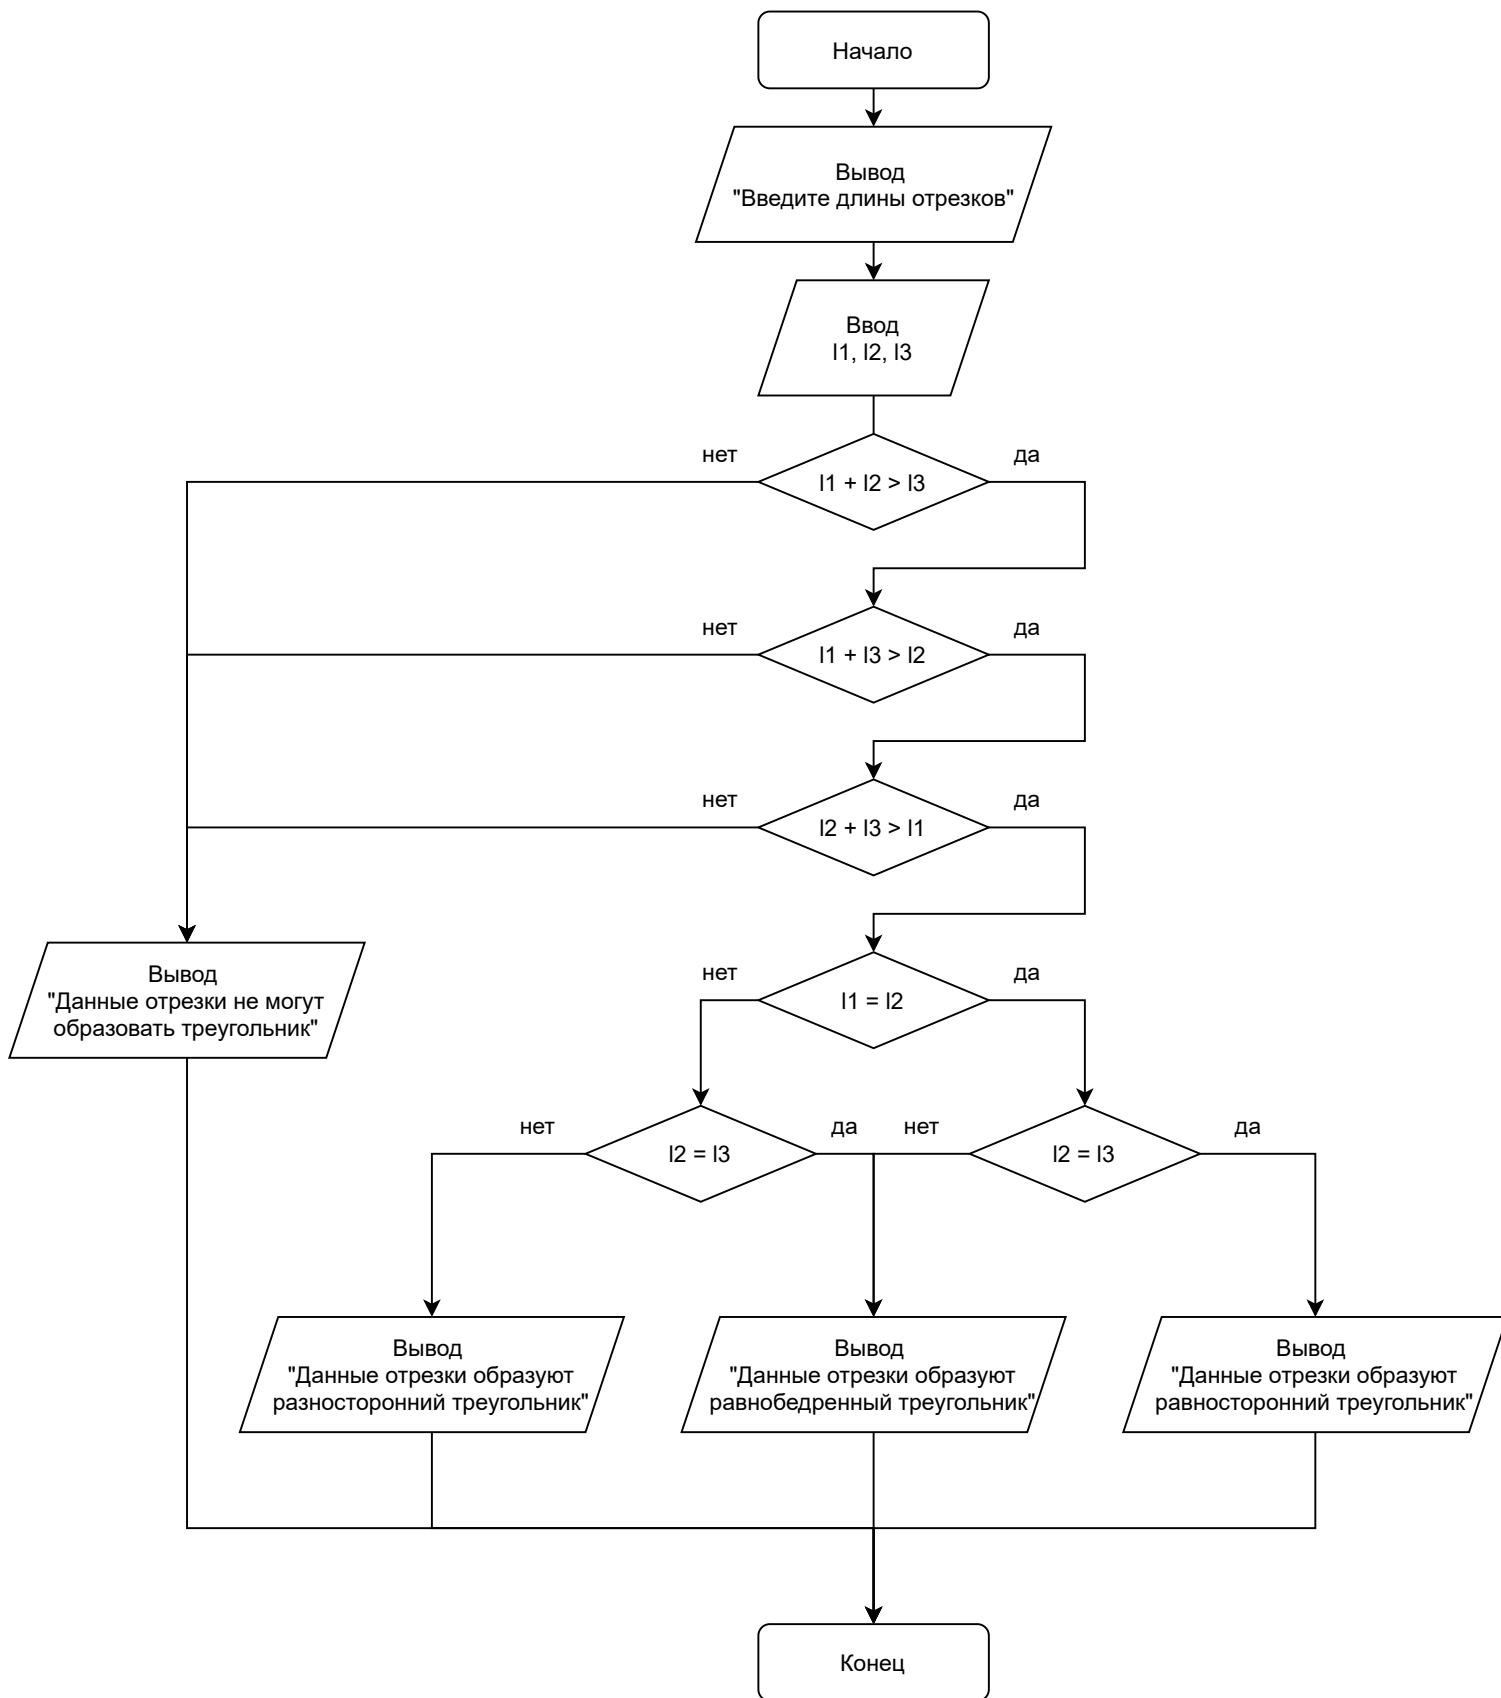 Начало
Вывод
"Введите длины отрезков"
Ввод
l1, l2, l3
нет
да
l1 + l2 > l3
нет
да
l1 + l3 > l2
нет
да
l2 + l3 > l1
нет
да
l1 = l2
Вывод
"Данные отрезки не могут
образовать треугольник"
нет
да
нет
да
l2 = l3
l2 = l3
Вывод
"Данные отрезки образуют
разносторонний треугольник"
Вывод
"Данные отрезки образуют
равнобедренный треугольник"
Вывод
"Данные отрезки образуют
равносторонний треугольник"
Конец